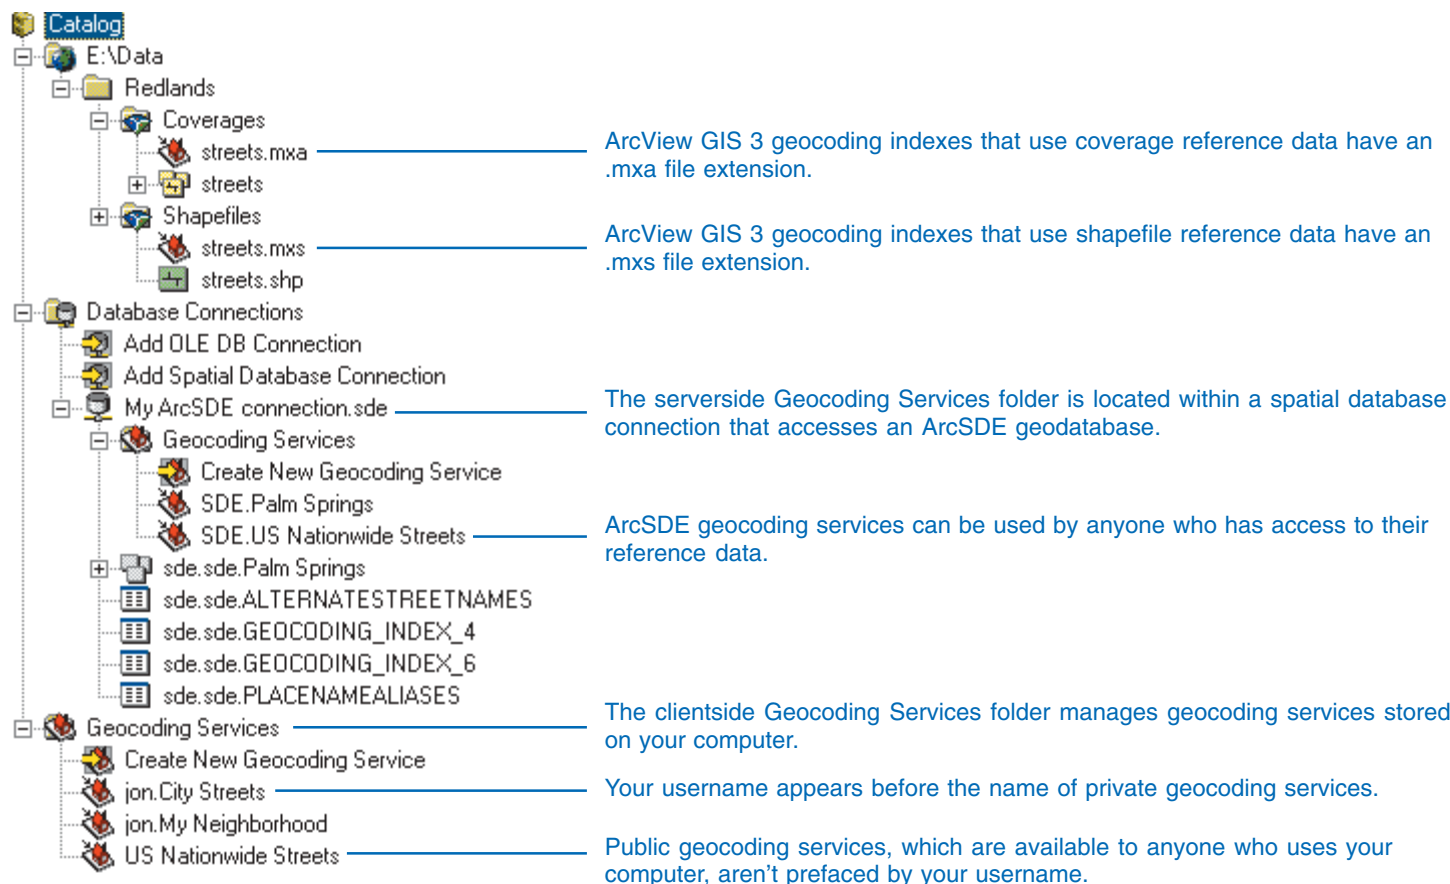 Catalog
E:\Data
Redlands
Coverages
streets.mxa
ArcView GIS 3 geocoding indexes that use coverage reference data have an
.mxa file extension.
streets
Shapefiles
streets.mxs
ArcView GIS 3 geocoding indexes that use shapefile reference data have an
.mxs file extension.
streets.shp
Database Connections
Add OLE DB Connection
Add Spatial Database Connection
My ArcSDE connection.sde
The serverside Geocoding Services folder is located within a spatial database
connection that accesses an ArcSDE geodatabase.
Geocoding Services
Create New Geocoding Service
SDE.Palm Springs
SDE.US Nationwide Streets
ArcSDE geocoding services can be used by anyone who has access to their
reference data.
sde.sde.Palm Springs
sde.sde.ALTERNATESTREETNAMES
sde.sde.GEOCODING_INDEX_4
sde.sde.GEOCODING_INDEX_6
sde.sde.PLACENAMEALIASES
Geocoding Services
The clientside Geocoding Services folder manages geocoding services stored
on your computer.
Create New Geocoding Service
jon.City Streets
Your username appears before the name of private geocoding services.
jon.My Neighborhood
US Nationwide Streets
Public geocoding services, which are available to anyone who uses your
computer, aren't prefaced by your username.